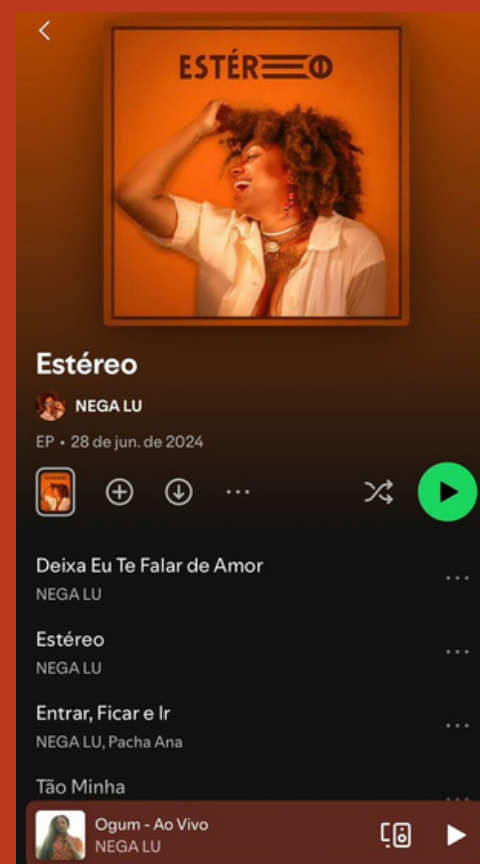 ESTÉREO
Estéreo
NEGA LU
EP • 28 de jun. de 2024
Deixa Eu Te Falar de Amor
NEGA LU
Estéreo
NEGA LU
Entrar, Ficar e Ir
NEGA LU, Pacha Ana
Tão Minha
Ogum - Ao Vivo
NEGA LU